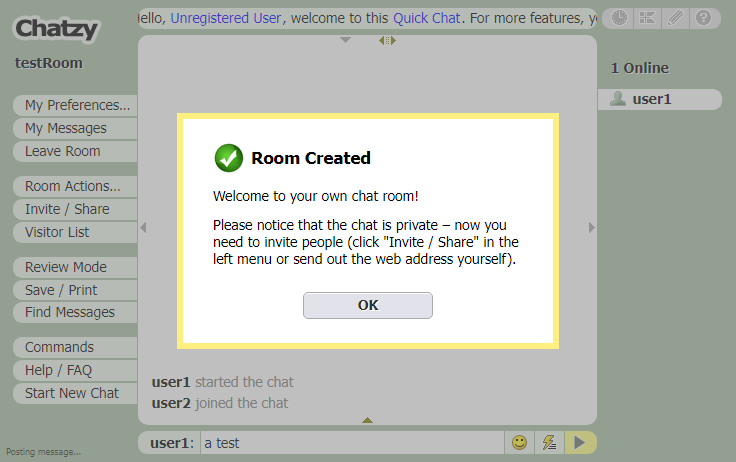 Chatzy
testRoom
My Preferences...
My Messages
Leave Room
Room Actions...
Invite / Share
Visitor List
Review Mode
Save / Print
Find Messages
Commands
Help / FAQ
Start New Chat
Posting message...
ello, Unregistered User, welcome to this Quick Chat. For more features, y
Room Created
Welcome to your own chat room!
Please notice that the chat is private – now you
need to invite people (click "Invite / Share" in the
left menu or send out the web address yourself).
OK
user1 started the chat
user2 joined the chat
user1: a test
1 Online
user1